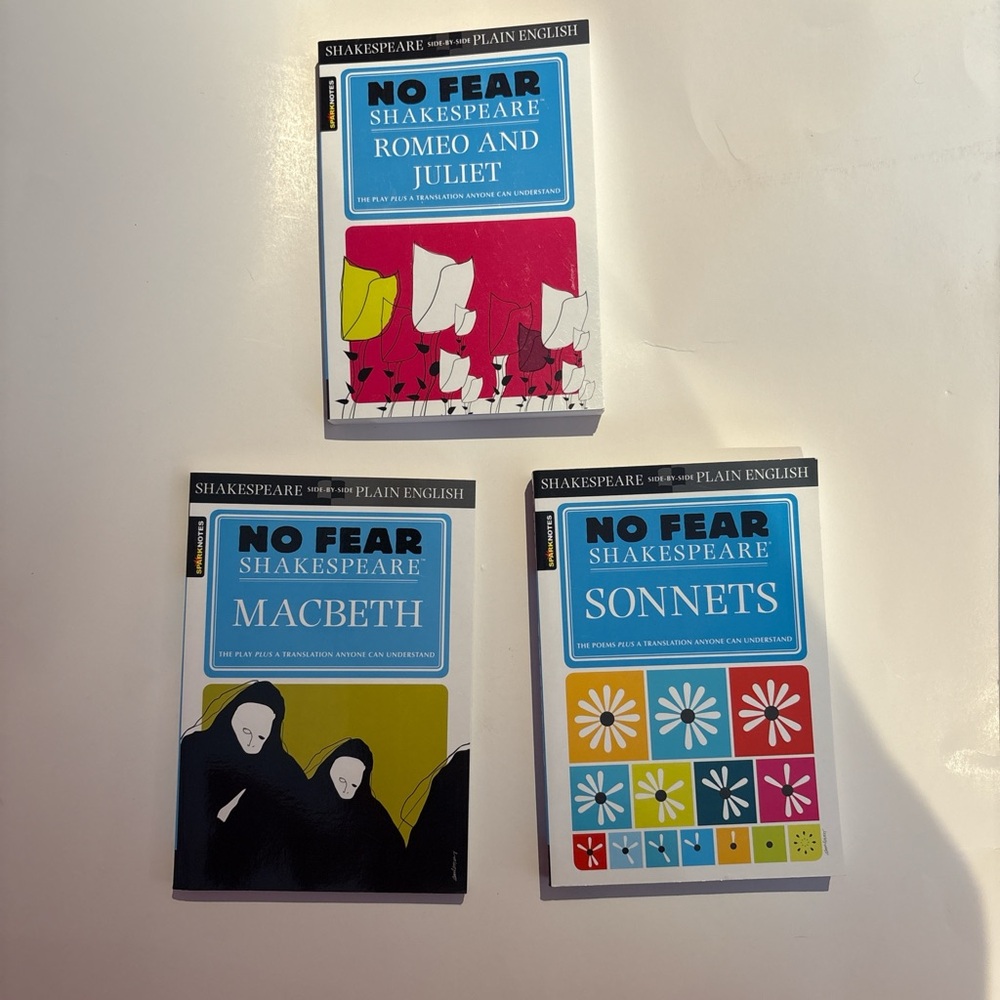 SHAKESPEARE SIDE-BY-SIDE PLAIN ENGLISH
SPARKNOTES
NO FEAR
SHAKESPEARE™
ROMEO AND
JULIET
THE PLAY PLUS A TRANSLATION ANYONE CAN UNDERSTAND
SHAKESPEARE SIDE-BY-SIDE PLAIN ENGLISH
SPARKNOTES
NO FEAR
SHAKESPEARE™
MACBETH
THE PLAY PLUS A TRANSLATION ANYONE CAN UNDERSTAND
SHAKESPEARE SIDE-BY-SIDE PLAIN ENGLISH
SPARKNOTES
NO FEAR
SHAKESPEARE®
SONNETS
THE POEMS PLUS A TRANSLATION ANYONE CAN UNDERSTAND